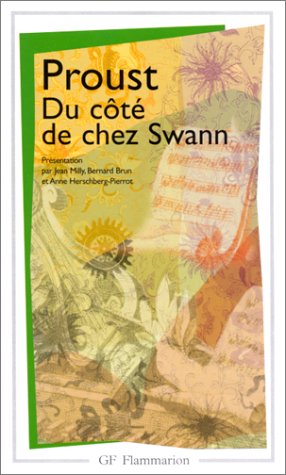 Proust
Du côté
de chez Swann
Présentation
par Jean Milly, Bernard Brun
et Anne Herschberg-Pierrot
GF Flammarion